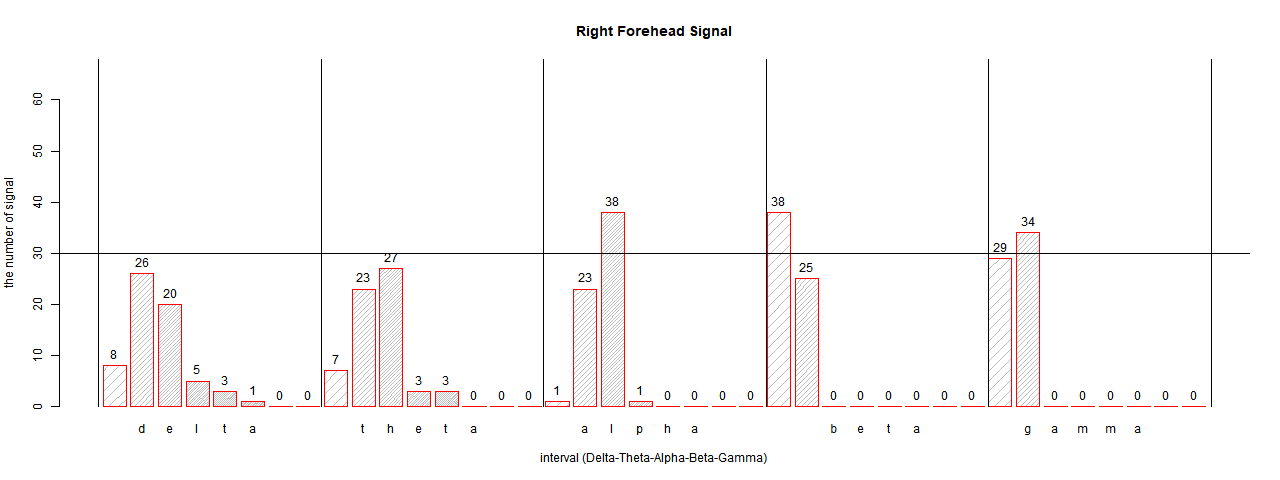 Right Forehead Signal
the number of signal
60
50
40
30
20
10
0
8 26 20 5 3 1 0 0
7 23 27 3 3 0 0 0
1 23 38 1 0 0 0 0
38 25 0 0 0 0 0 0
29 34 0 0 0 0 0 0
d e l t a t h e t a a l p h a b e t a g a m m a
interval (Delta-Theta-Alpha-Beta-Gamma)